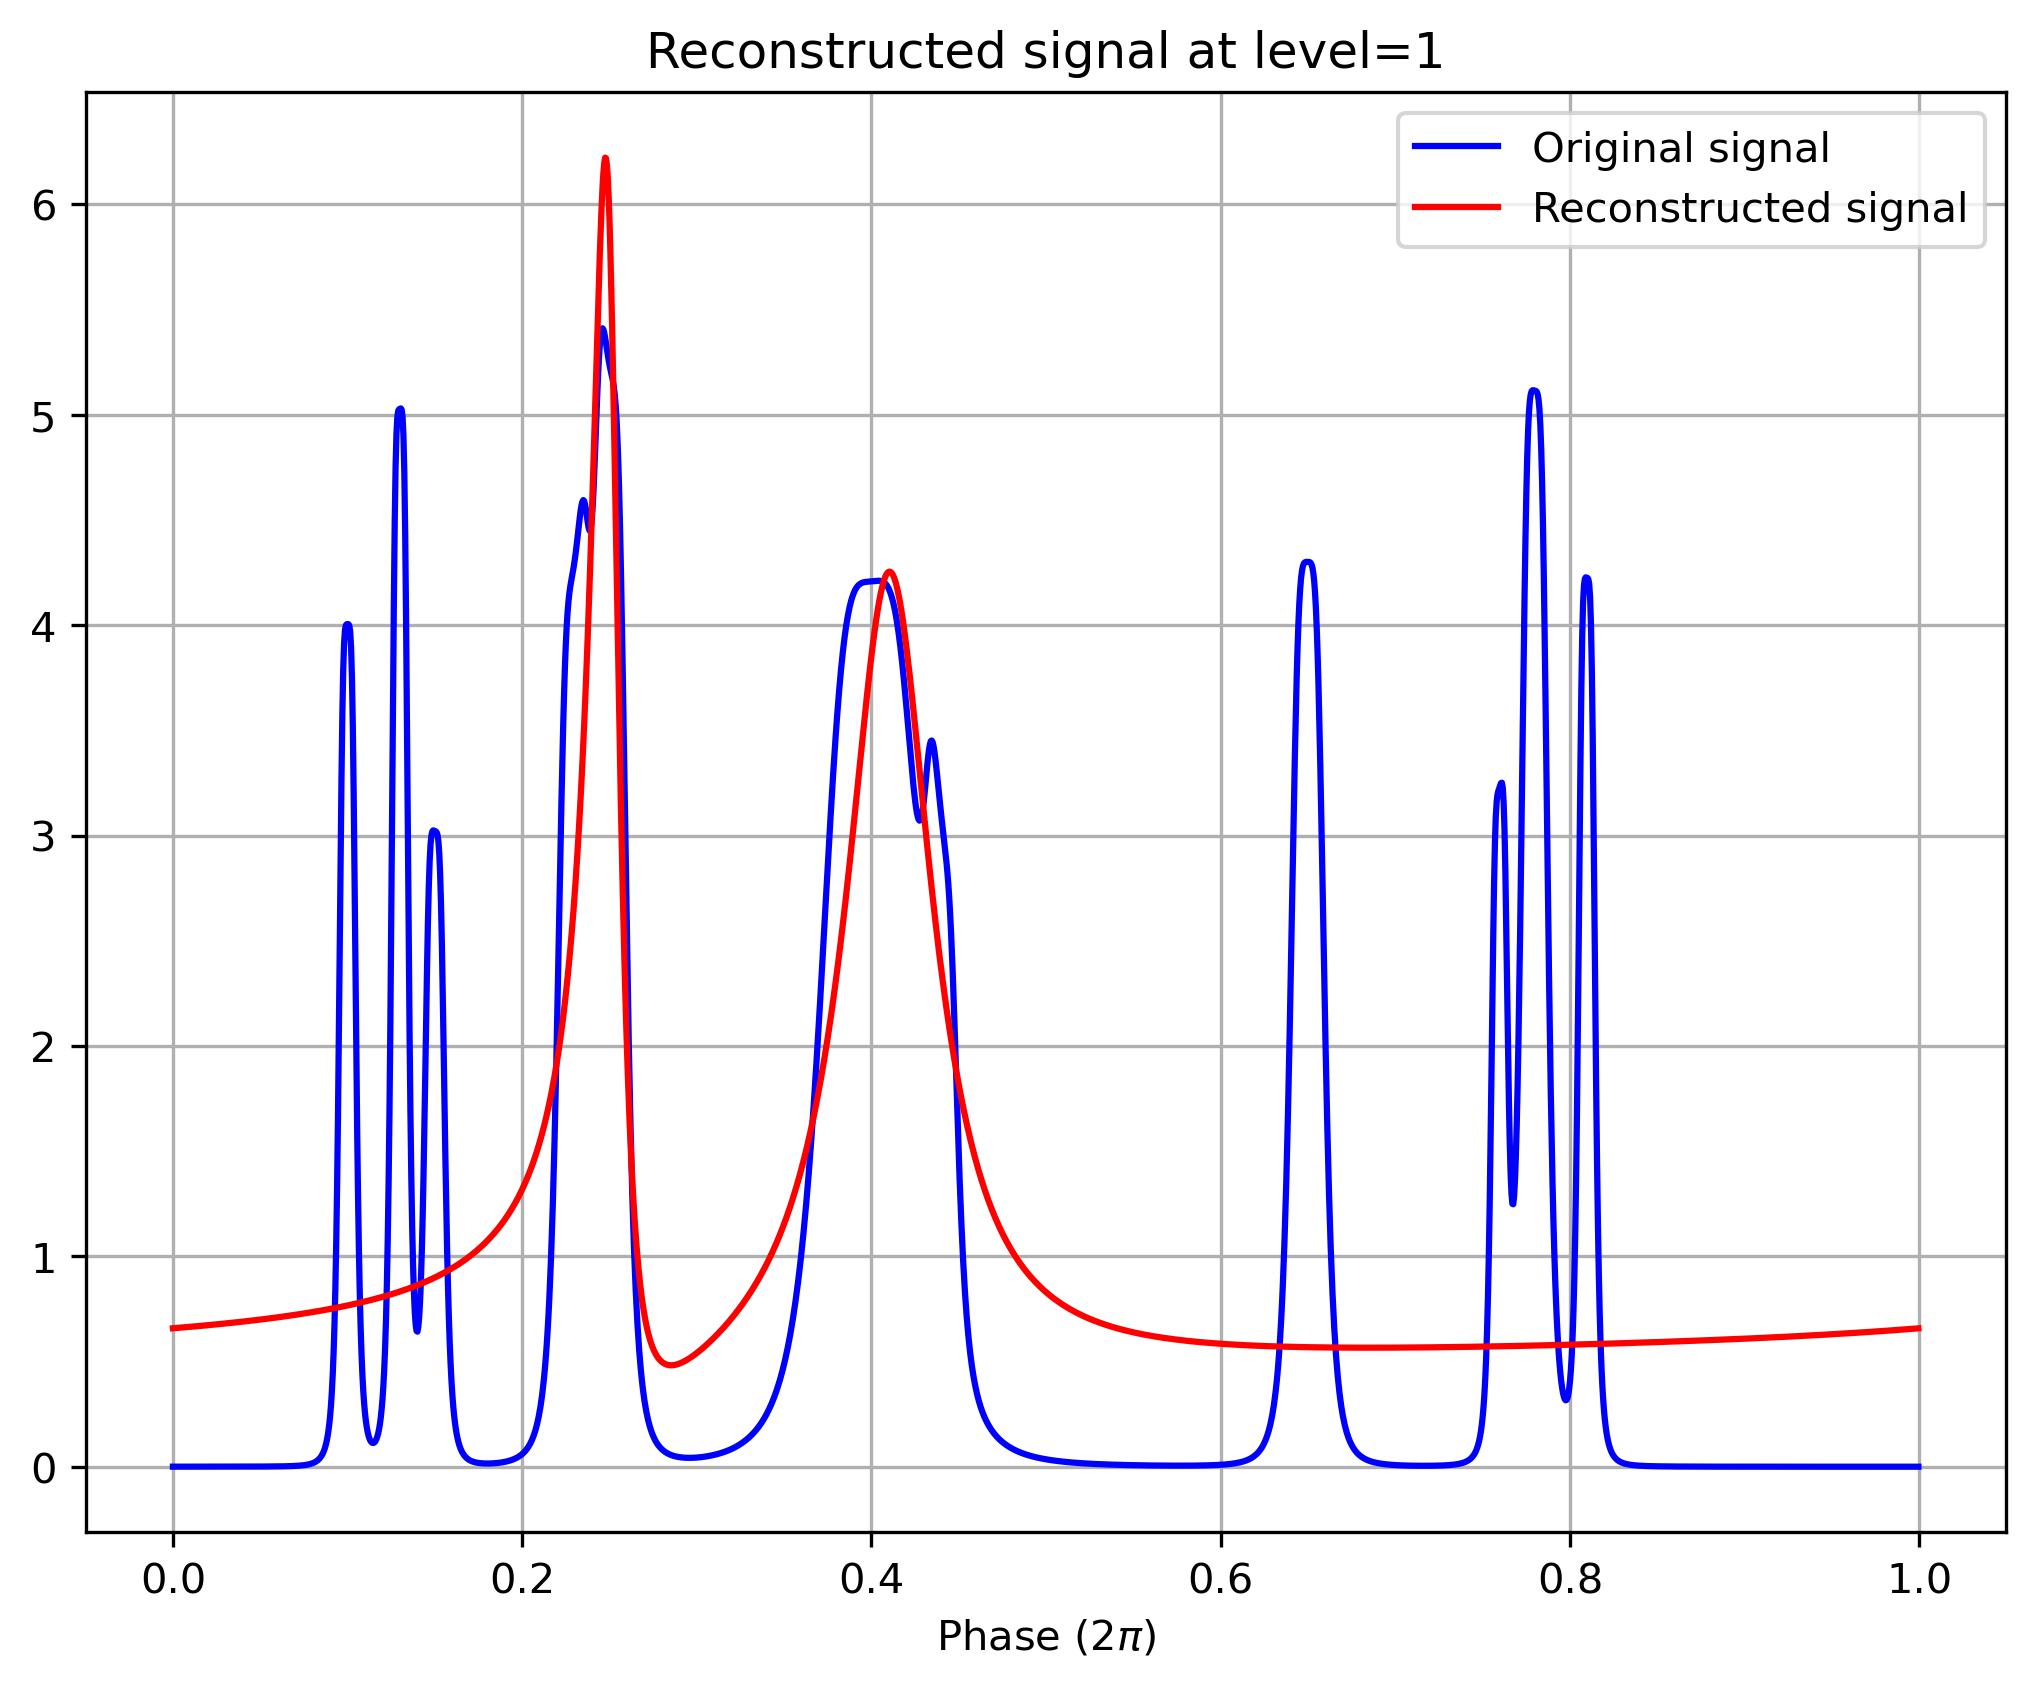 Reconstructed signal at level=1
Original signal
Reconstructed signal
6
5
4
3
2
1
0
0.0 0.2 0.4 0.6 0.8 1.0
Phase (2π)